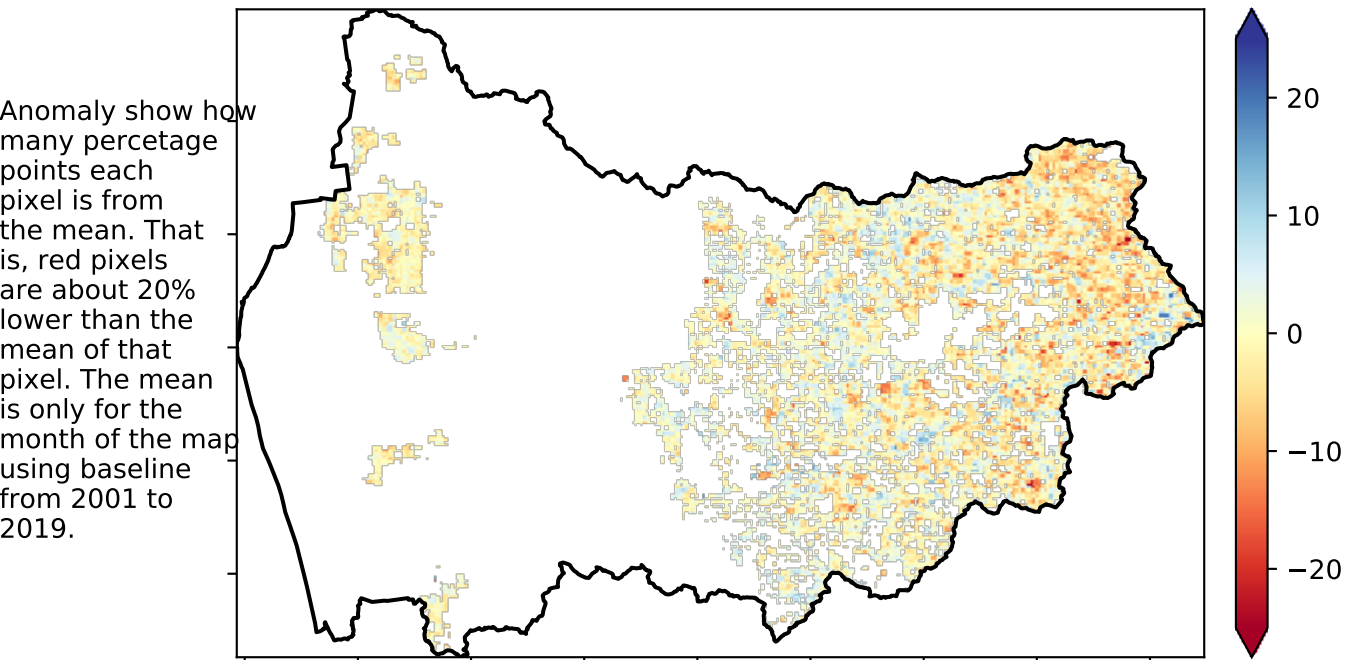 Anomaly show how
many percetage
points each
pixel is from
the mean. That
is, red pixels
are about 20%
lower than the
mean of that
pixel. The mean
is only for the
month of the map
using baseline
from 2001 to
2019.
20
10
0
−10
−20